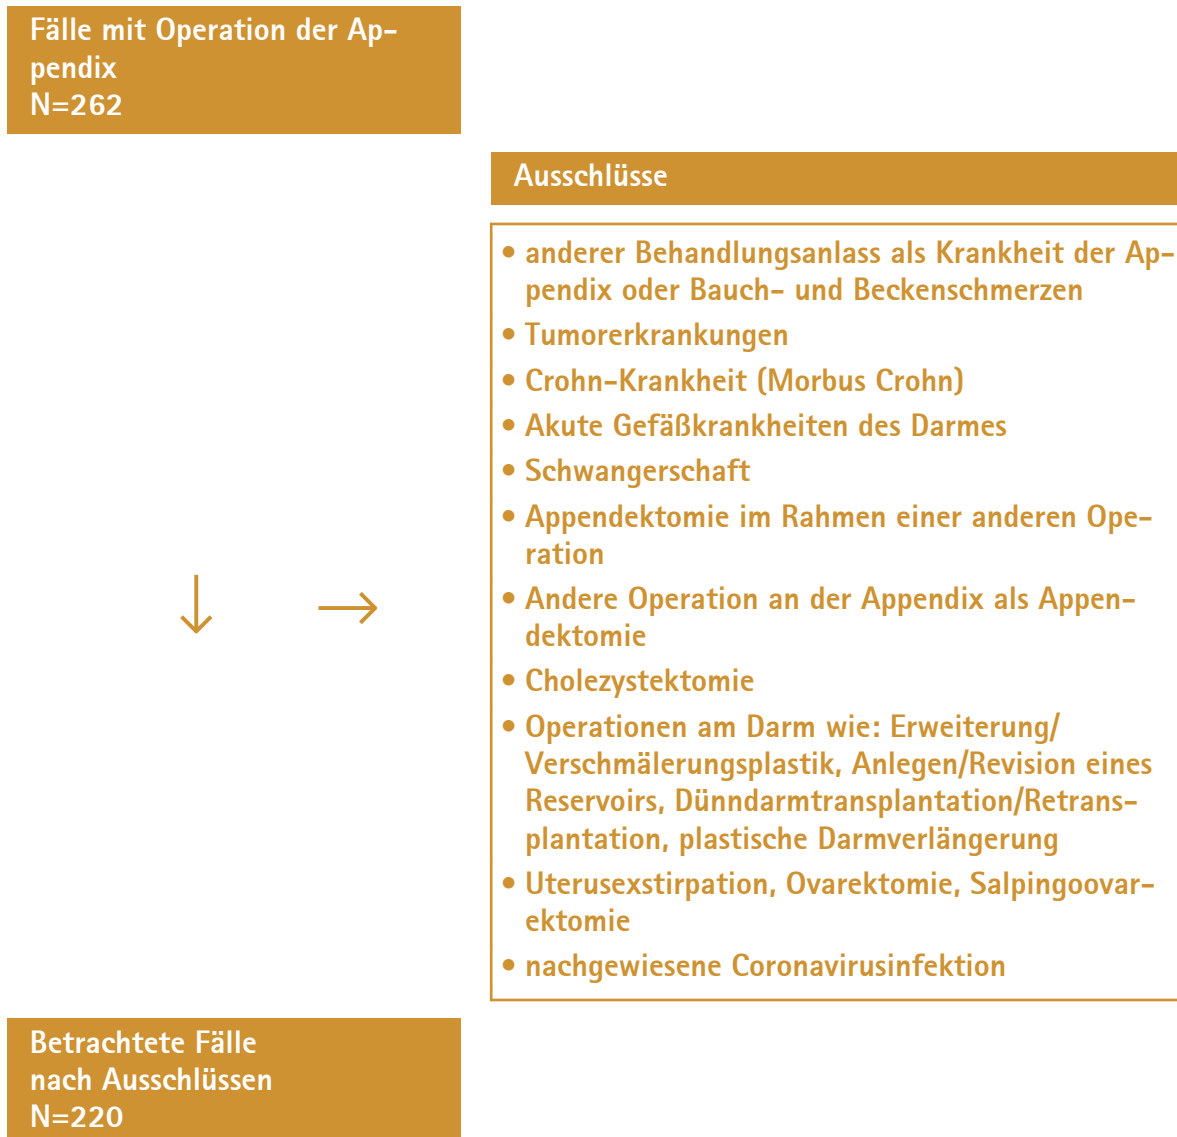 Fälle mit Operation der Ap-
pendix
N=262
Ausschlüsse
• anderer Behandlungsanlass als Krankheit der Ap-
pendix oder Bauch- und Beckenschmerzen
• Tumorerkrankungen
• Crohn-Krankheit (Morbus Crohn)
• Akute Gefäßkrankheiten des Darmes
• Schwangerschaft
• Appendektomie im Rahmen einer anderen Ope-
ration
• Andere Operation an der Appendix als Appen-
dektomie
• Cholezystektomie
• Operationen am Darm wie: Erweiterung/
Verschmälerungsplastik, Anlegen/Revision eines
Reservoirs, Dünndarmtransplantation/Retrans-
plantation, plastische Darmverlängerung
• Uterusexstirpation, Ovarektomie, Salpingoovar-
ektomie
• nachgewiesene Coronavirusinfektion
Betrachtete Fälle
nach Ausschlüssen
N=220